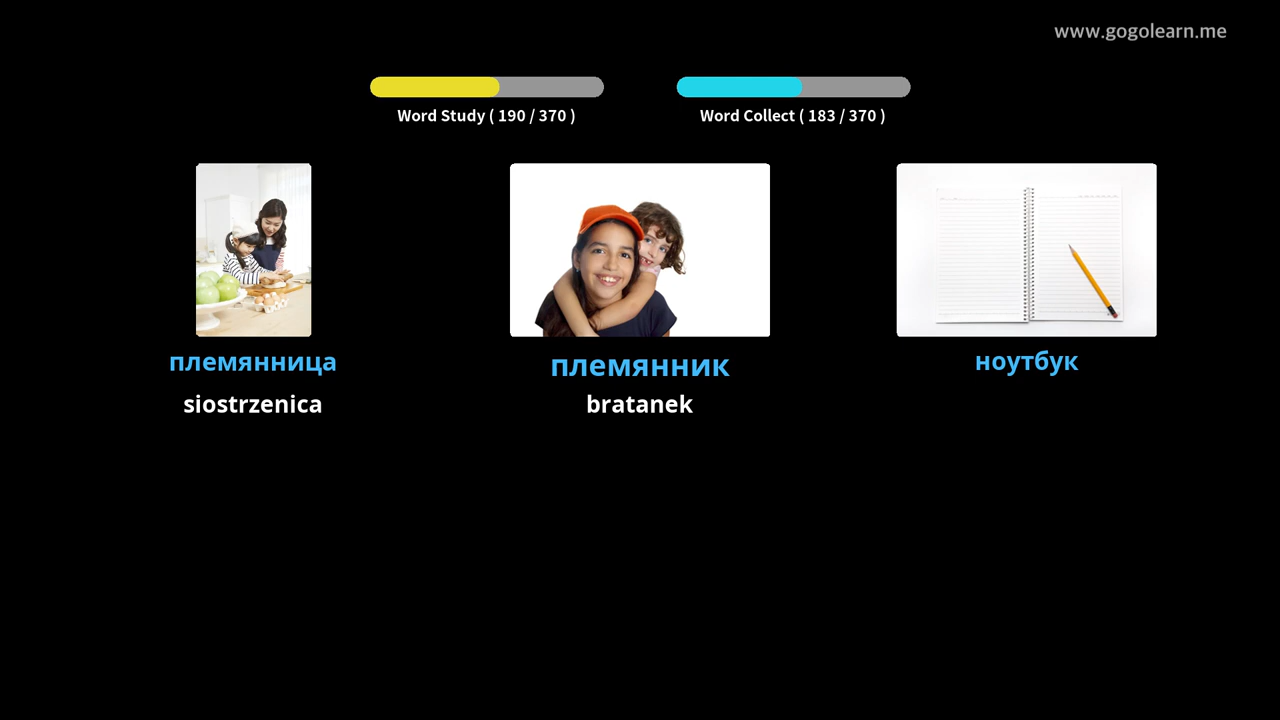 www.gogolearn.me
Word Study ( 190 / 370 )
Word Collect ( 183 / 370 )
племянница
племянник
ноутбук
siostrzenica
bratanek